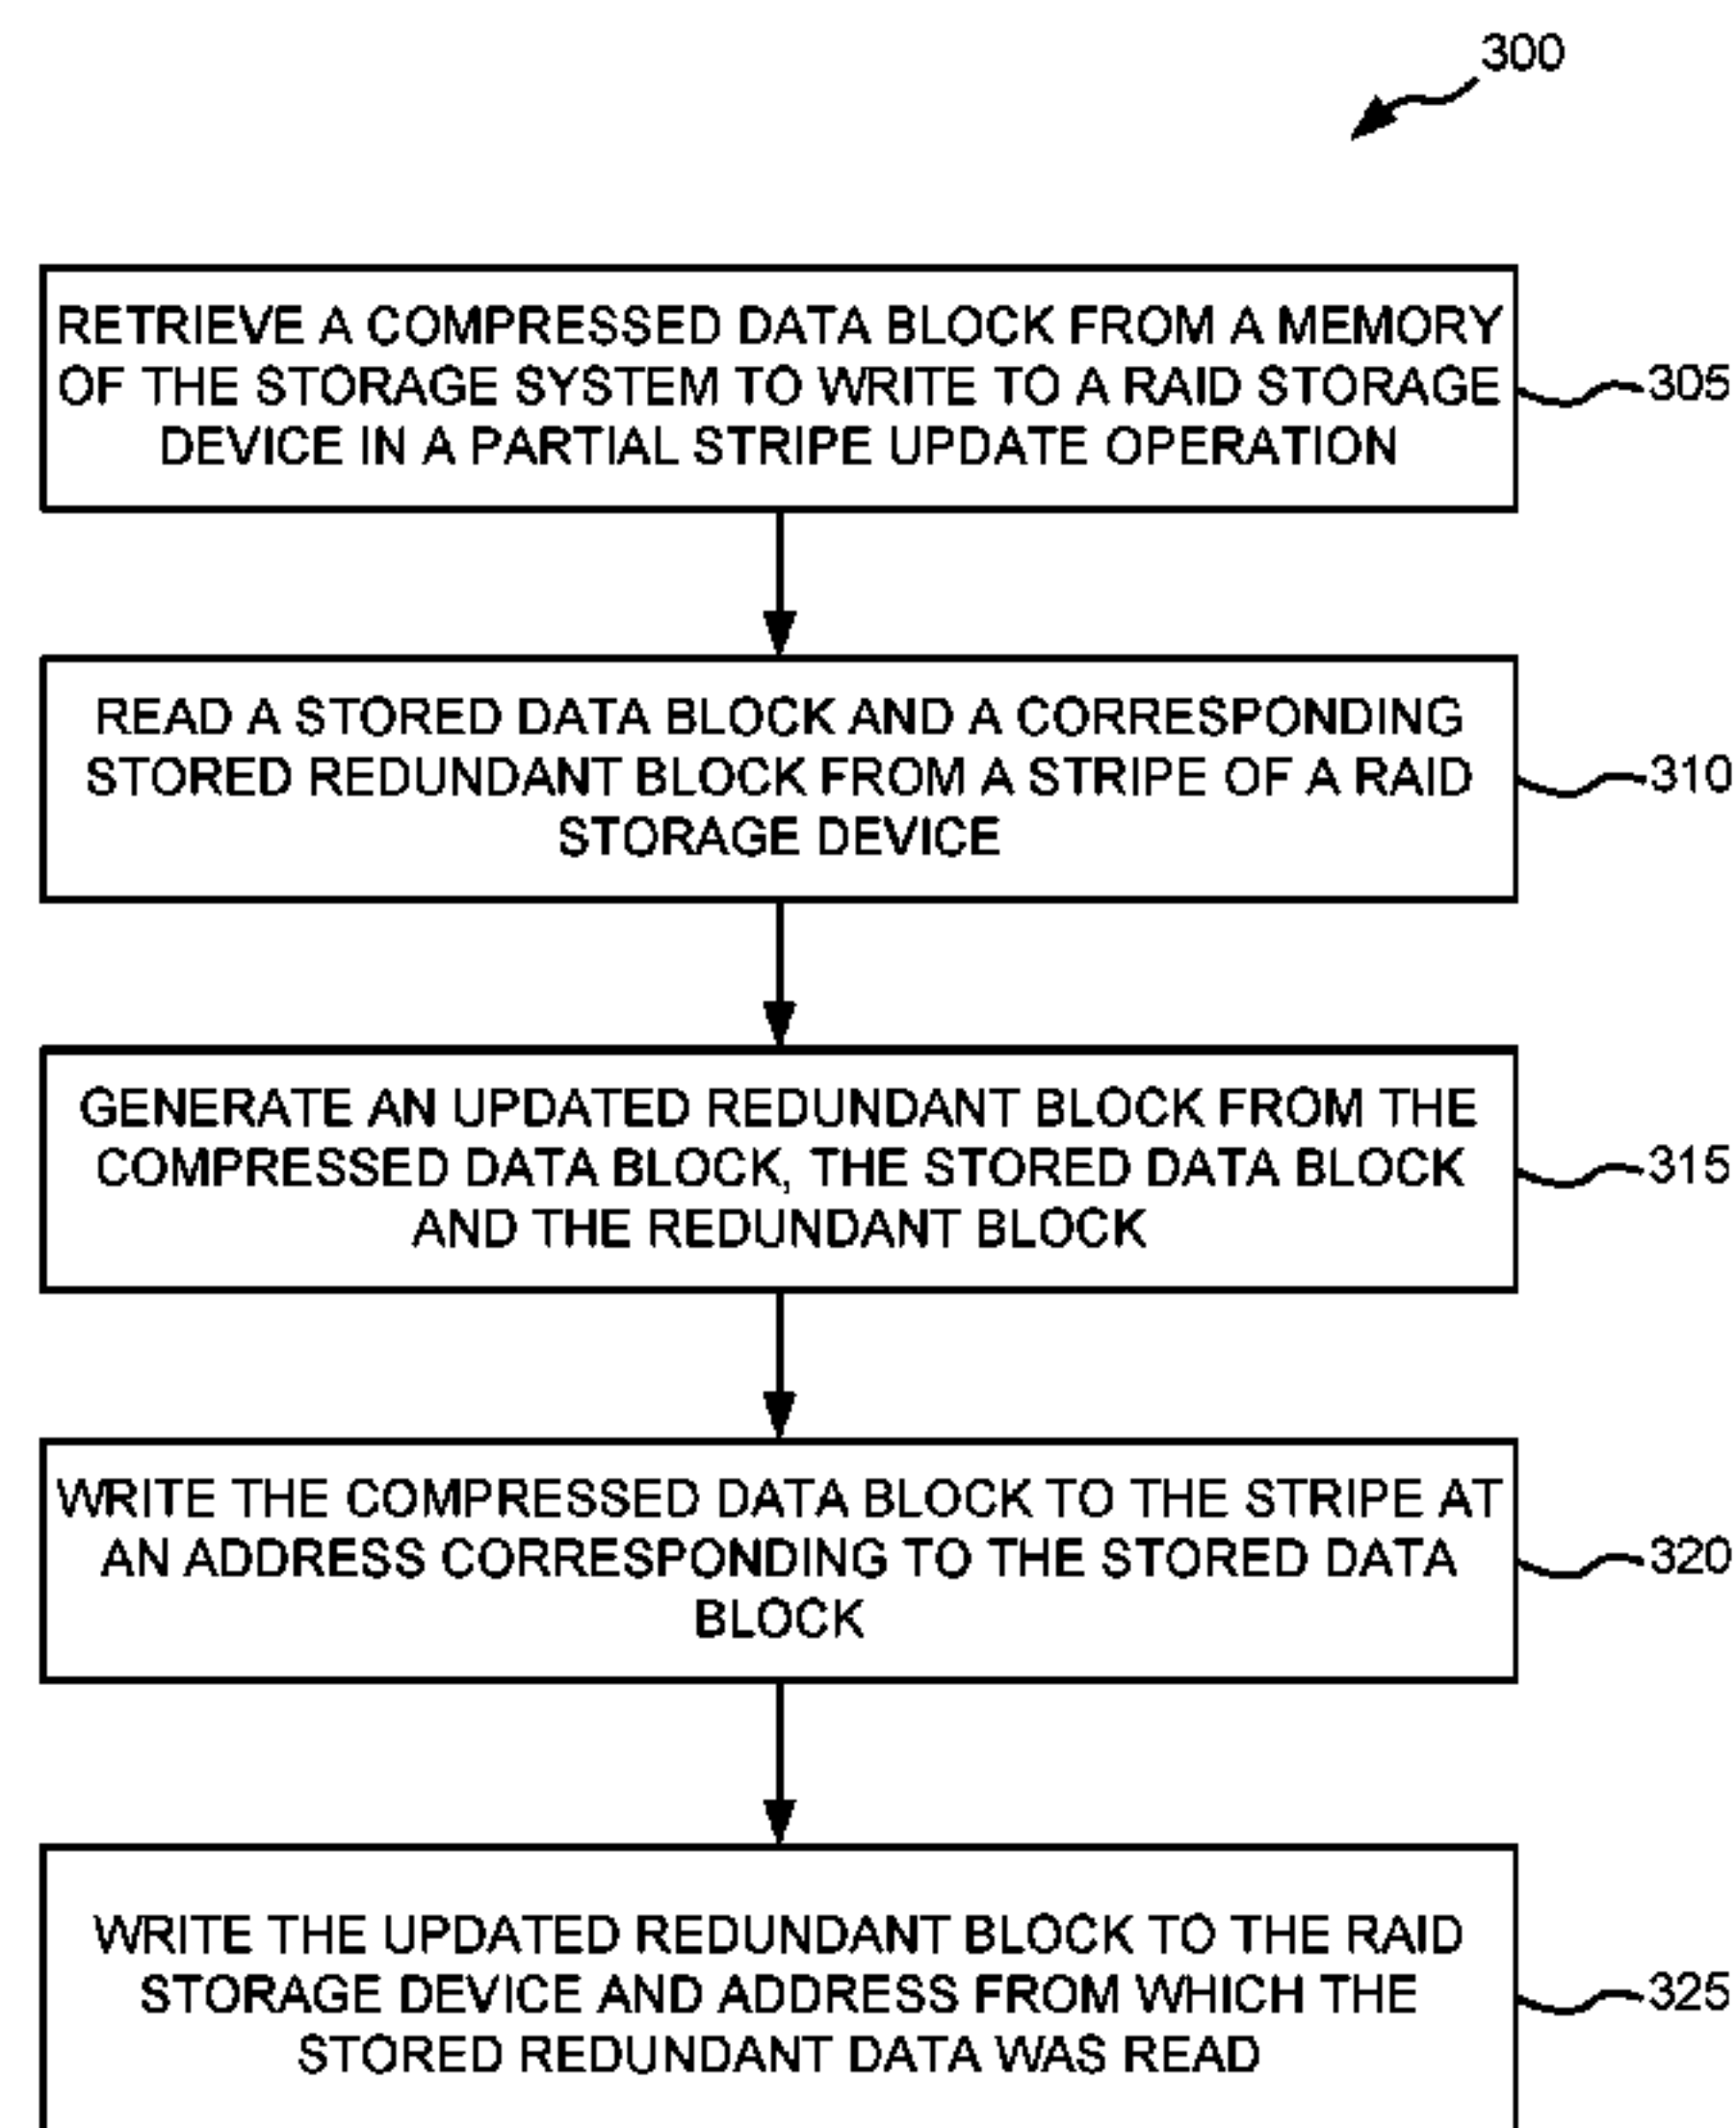 300
RETRIEVE A COMPRESSED DATA BLOCK FROM A MEMORY
OF THE STORAGE SYSTEM TO WRITE TO A RAID STORAGE
DEVICE IN A PARTIAL STRIPE UPDATE OPERATION
305
READ A STORED DATA BLOCK AND A CORRESPONDING
STORED REDUNDANT BLOCK FROM A STRIPE OF A RAID
STORAGE DEVICE
310
GENERATE AN UPDATED REDUNDANT BLOCK FROM THE
COMPRESSED DATA BLOCK, THE STORED DATA BLOCK
AND THE REDUNDANT BLOCK
315
WRITE THE COMPRESSED DATA BLOCK TO THE STRIPE AT
AN ADDRESS CORRESPONDING TO THE STORED DATA
BLOCK
320
WRITE THE UPDATED REDUNDANT BLOCK TO THE RAID
STORAGE DEVICE AND ADDRESS FROM WHICH THE
STORED REDUNDANT DATA WAS READ
325